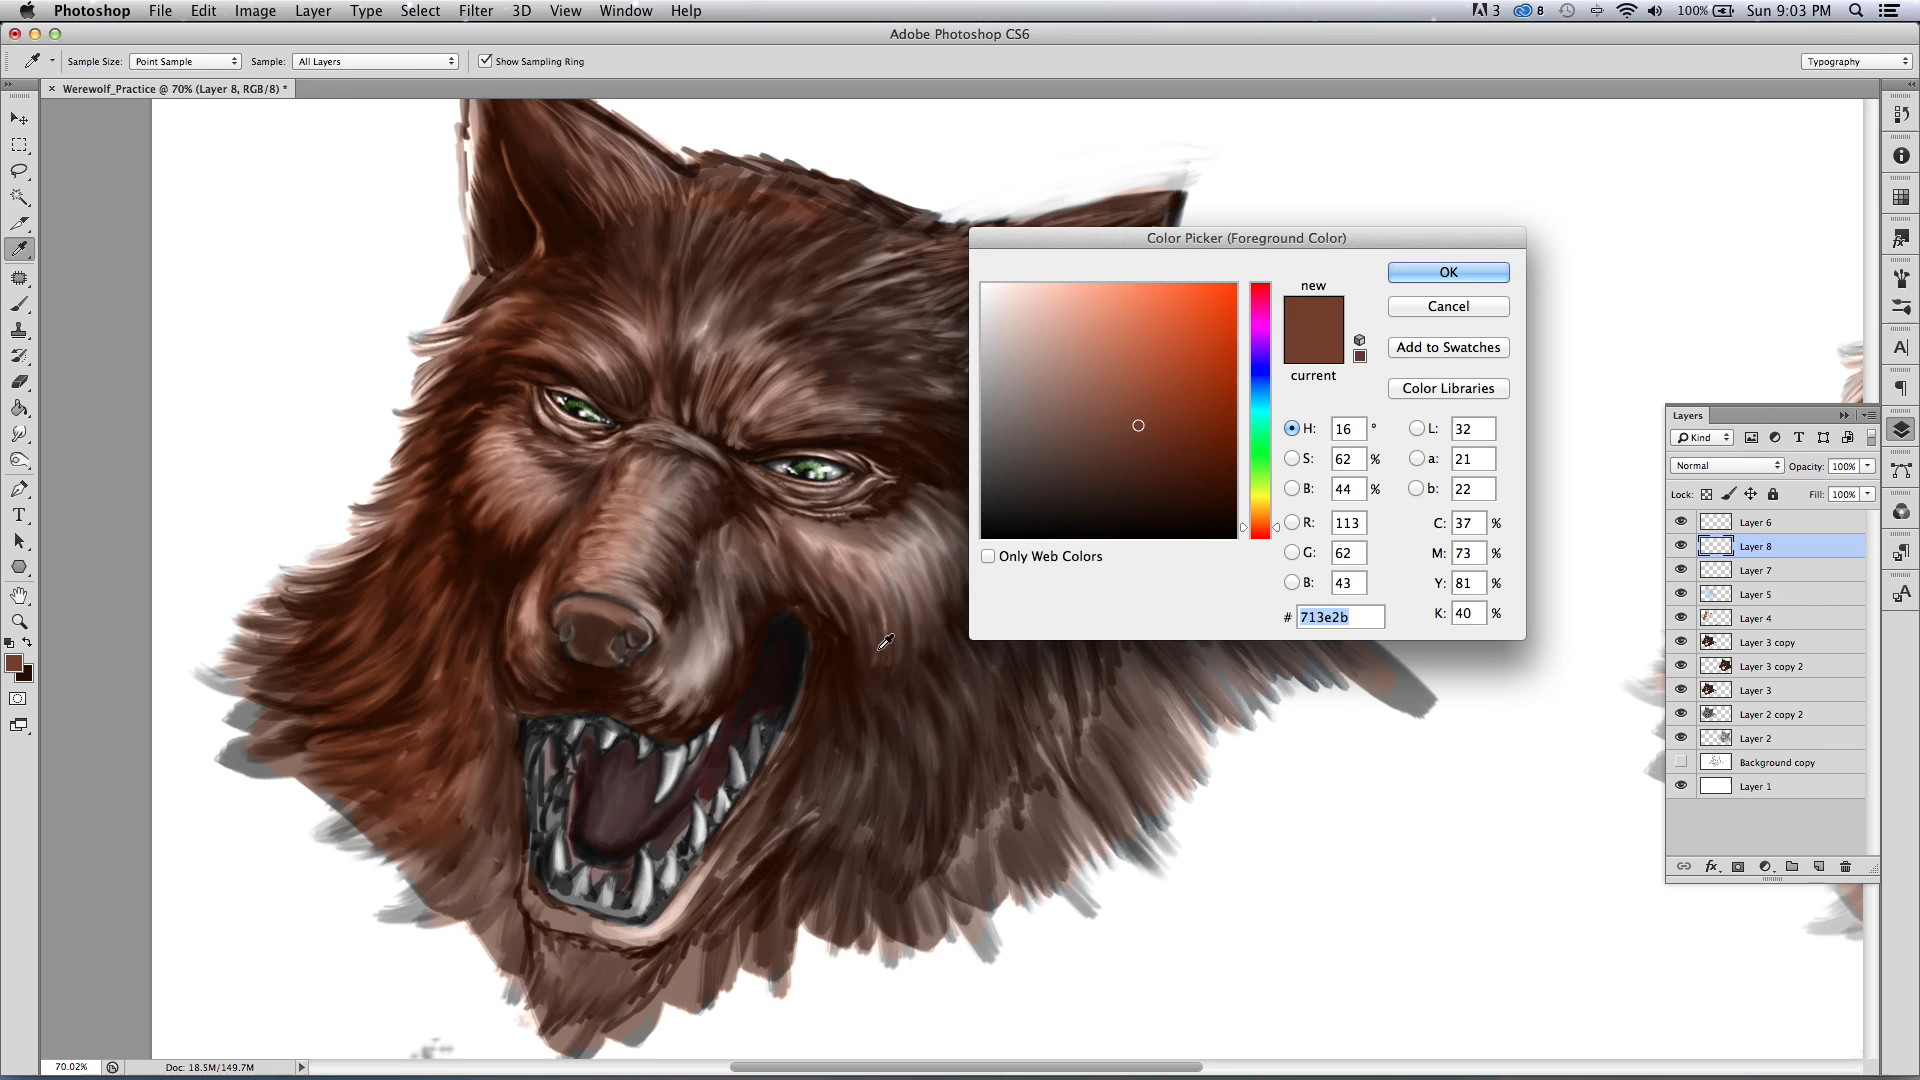 Photoshop File Edit Image Layer Type Select Filter 3D View Window Help 3 8 100% Sun 9:03 PM
Adobe Photoshop CS6
Sample Size: Point Sample Sample: All Layers Show Sampling Ring Typography
Werewolf_Practice @ 70% (Layer 8, RGB/8) *
Color Picker (Foreground Color)
new
current
OK
Cancel
Add to Swatches
Color Libraries
H: 16 ° L: 32
S: 62 % a: 21
B: 44 % b: 22
R: 113 C: 37 %
G: 62 M: 73 %
B: 43 Y: 81 %
# 713e2b K: 40 %
Only Web Colors
Layers
Kind
Normal Opacity: 100%
Lock: Fill: 100%
Layer 6
Layer 8
Layer 7
Layer 5
Layer 4
Layer 3 copy
Layer 3 copy 2
Layer 3
Layer 2 copy 2
Layer 2
Background copy
Layer 1
70.02% Doc: 18.5M/149.7M